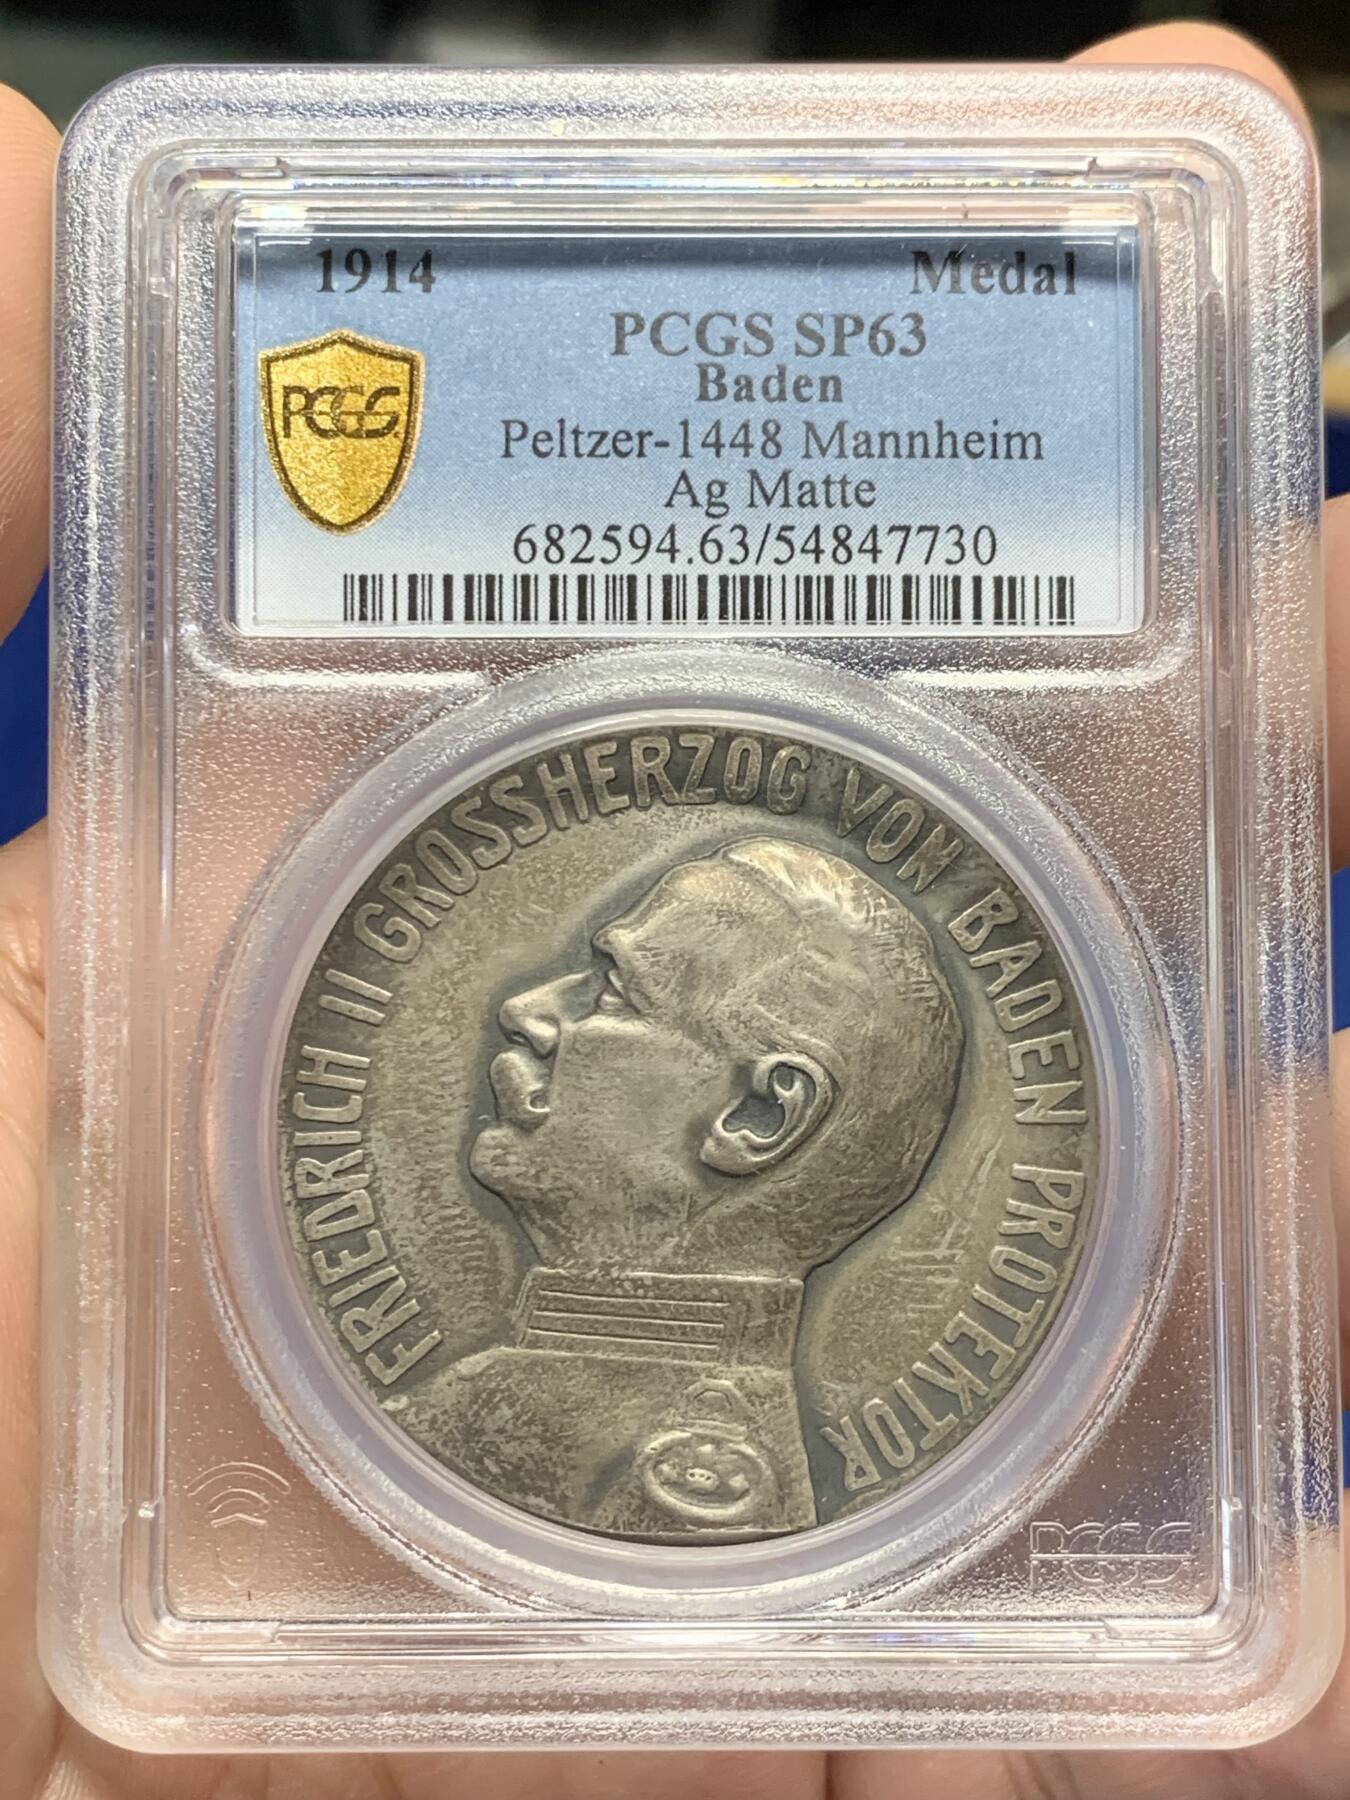 1914 Medal
PCGS SP63
Baden
PCGS
Peltzer-1448 Mannheim
Ag Matte
682594.63/54847730
FRIEDRICH II GROSSHERZOG VON BADEN PROTEKTOR
PCGS